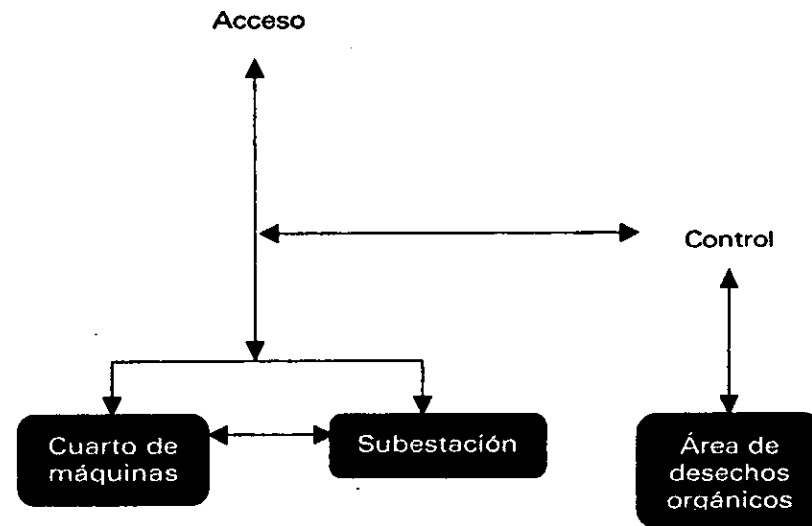 Acceso
Control
Cuarto de
máquinas
Subestación
Área de
desechos
orgánicos